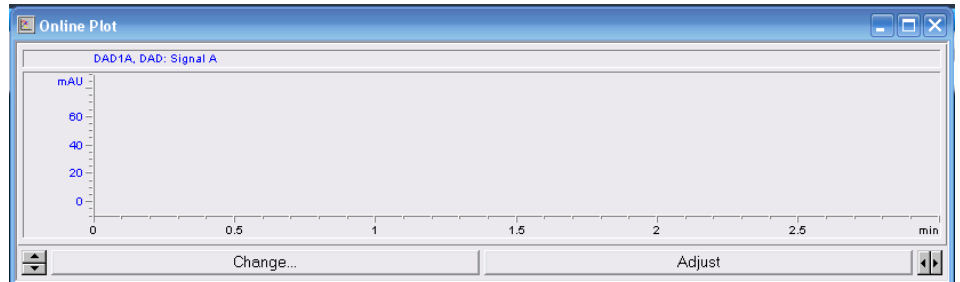 Online Plot
DAD1A, DAD: Signal A
mAU
60
40
20
0
0 0.5 1 1.5 2 2.5 min
Change... Adjust